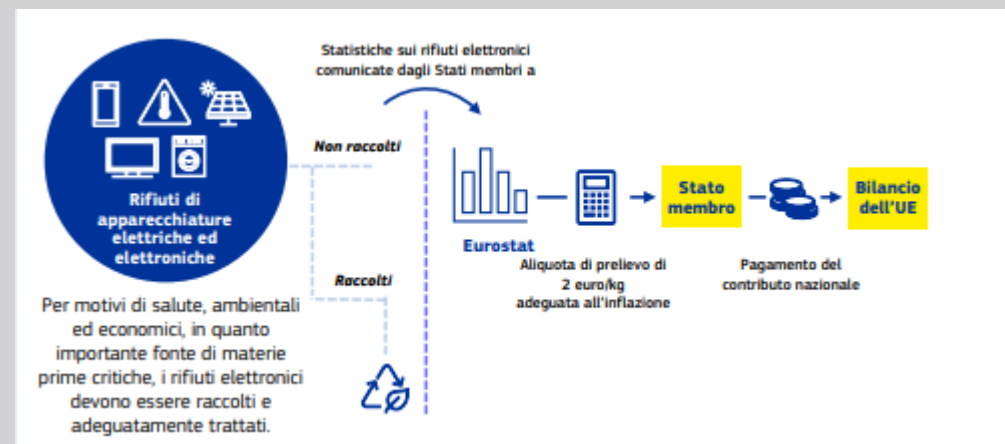 Statistiche sui rifiuti elettronici
comunicate dagli Stati membri a
Non raccolti
Rifiuti di
apparecchiature
elettriche ed
elettroniche
Raccolti
Per motivi di salute, ambientali
ed economici, in quanto
importante fonte di materie
prime critiche, i rifiuti elettronici
devono essere raccolti e
adeguatamente trattati.
Eurostat
Aliquota di prelievo di
2 euro/kg
adeguata all'inflazione
Stato
membro
Pagamento del
contributo nazionale
Bilancio
dell'UE